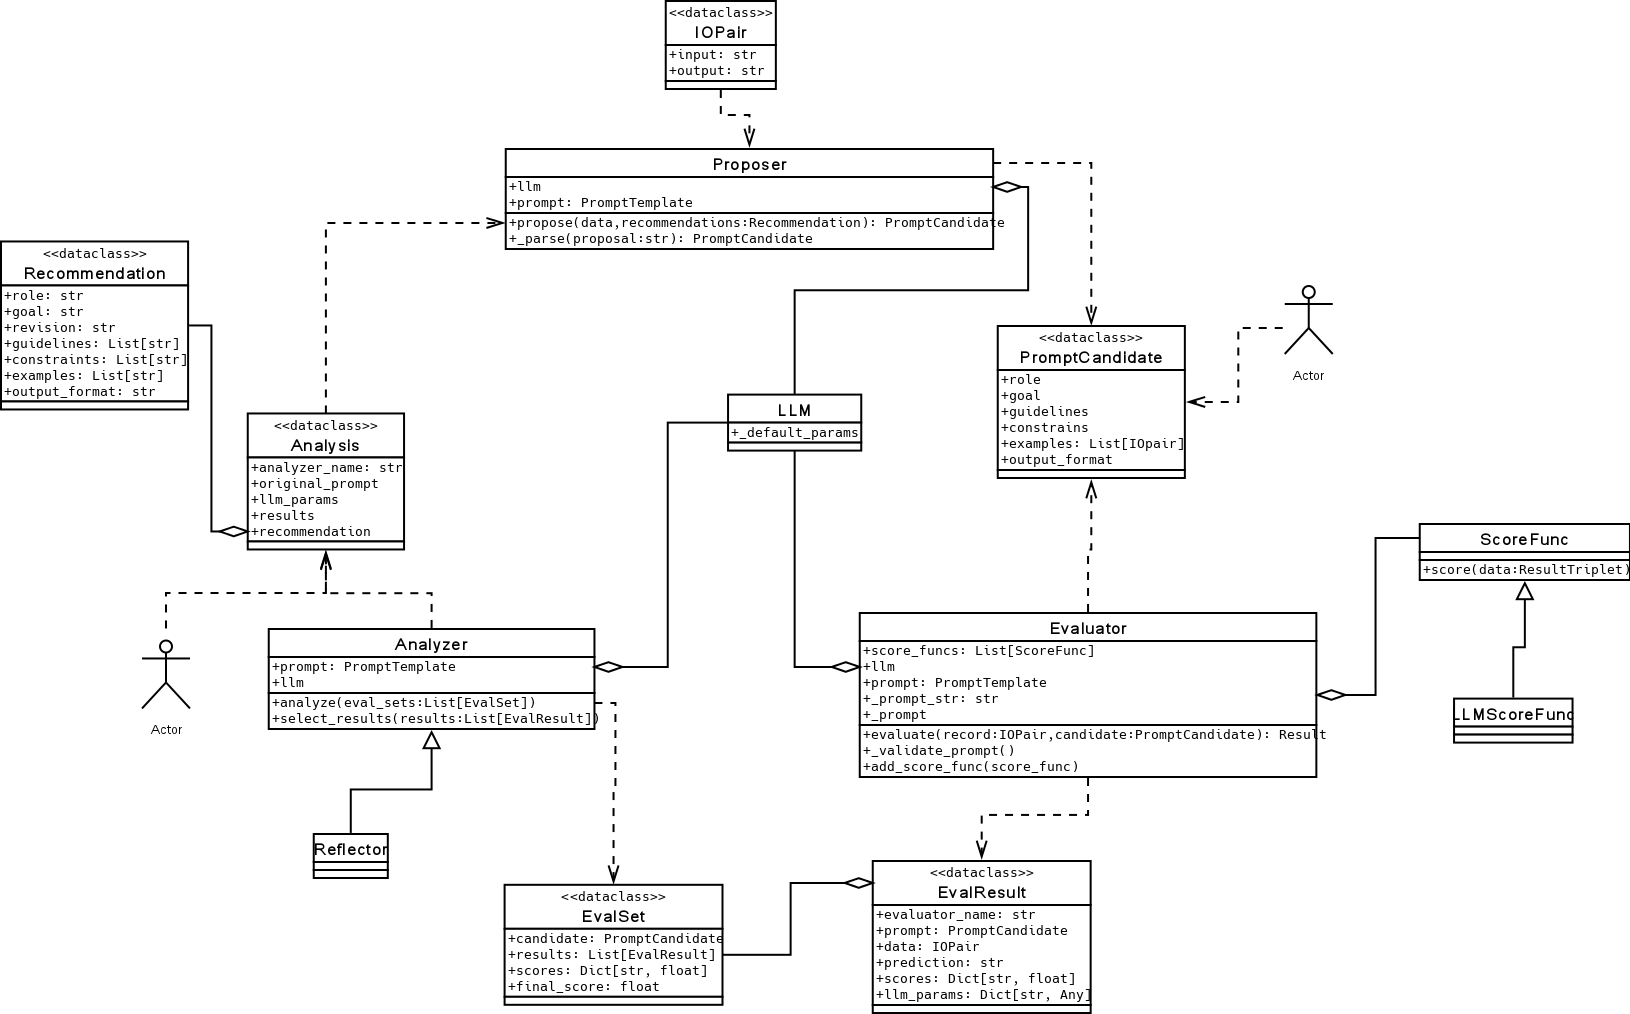 <<dataclass>>
IOPair
+input: str
+output: str
Proposer
+llm
+prompt: PromptTemplate
+propose(data,recommendations:Recommendation): PromptCandidate
+_parse(proposal:str): PromptCandidate
<<dataclass>>
Recommendation
+role: str
+goal: str
+revision: str
+guidelines: List[str]
+constraints: List[str]
+examples: List[str]
+output_format: str
<<dataclass>>
PromptCandidate
+role
+goal
+guidelines
+constrains
+examples: List[IOpair]
+output_format
Actor
LLM
+_default_params
<<dataclass>>
Analysis
+analyzer_name: str
+original_prompt
+llm_params
+results
+recommendation
ScoreFunc
+score(data:ResultTriplet)
Actor
Analyzer
+prompt: PromptTemplate
+llm
+analyze(eval_sets:List[EvalSet])
+select_results(results:List[EvalResult])
Evaluator
+score_funcs: List[ScoreFunc]
+llm
+prompt: PromptTemplate
+_prompt_str: str
+_prompt
+evaluate(record:IOPair,candidate:PromptCandidate): Result
+_validate_prompt()
+add_score_func(score_func)
LLMScoreFunc
Reflector
<<dataclass>>
EvalSet
+candidate: PromptCandidate
+results: List[EvalResult]
+scores: Dict[str, float]
+final_score: float
<<dataclass>>
EvalResult
+evaluator_name: str
+prompt: PromptCandidate
+data: IOPair
+prediction: str
+scores: Dict[str, float]
+llm_params: Dict[str, Any]